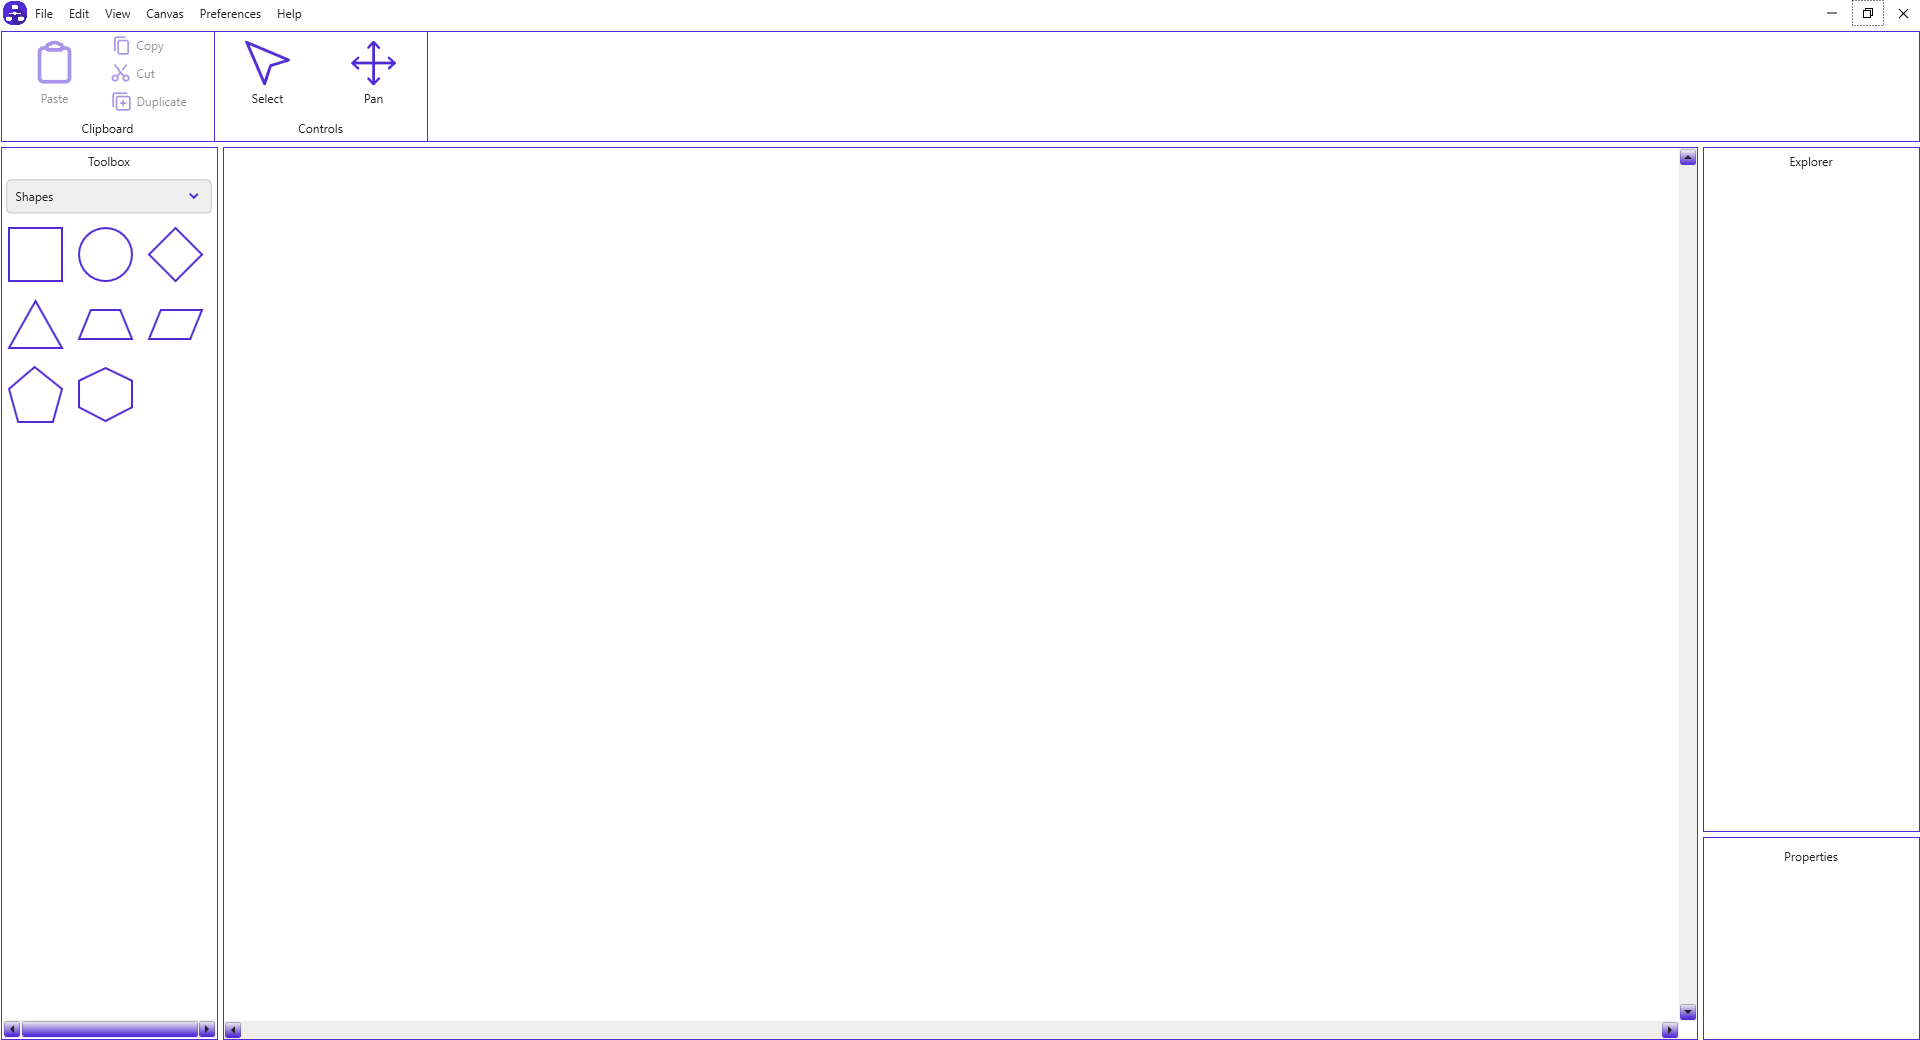 File Edit View Canvas Preferences Help
Paste
Copy
Cut
Duplicate
Clipboard
Select
Pan
Controls
Toolbox
Shapes
Explorer
Properties